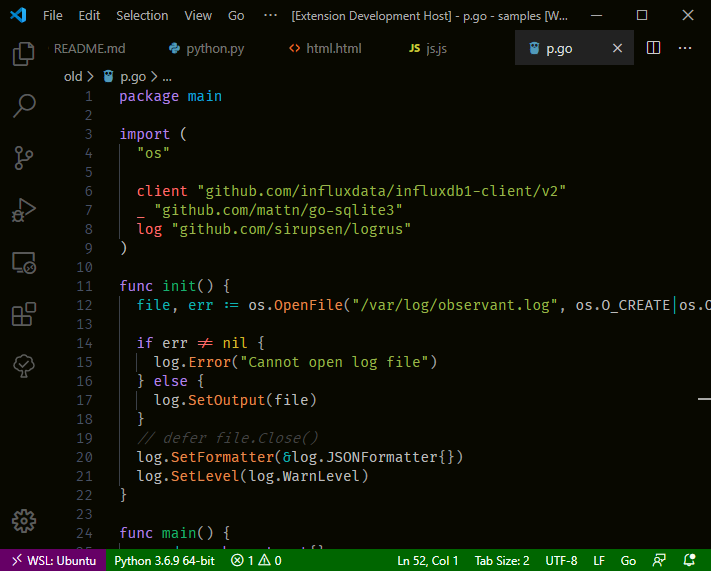 File Edit Selection View Go ··· [Extension Development Host] - p.go - samples [W...
README.md python.py html.html JS js.js p.go ···
old > p.go > ...
1 package main
2
3 import (
4 "os"
5
6 client "github.com/influxdata/influxdb1-client/v2"
7 _ "github.com/mattn/go-sqlite3"
8 log "github.com/sirupsen/logrus"
9 )
10
11 func init() {
12 file, err := os.OpenFile("/var/log/observant.log", os.O_CREATE|os.O
13
14 if err ≠ nil {
15 log.Error("Cannot open log file")
16 } else {
17 log.SetOutput(file)
18 }
19 // defer file.Close()
20 log.SetFormatter(&log.JSONFormatter{})
21 log.SetLevel(log.WarnLevel)
22 }
23
24 func main() {
WSL: Ubuntu Python 3.6.9 64-bit 1 0 Ln 52, Col 1 Tab Size: 2 UTF-8 LF Go